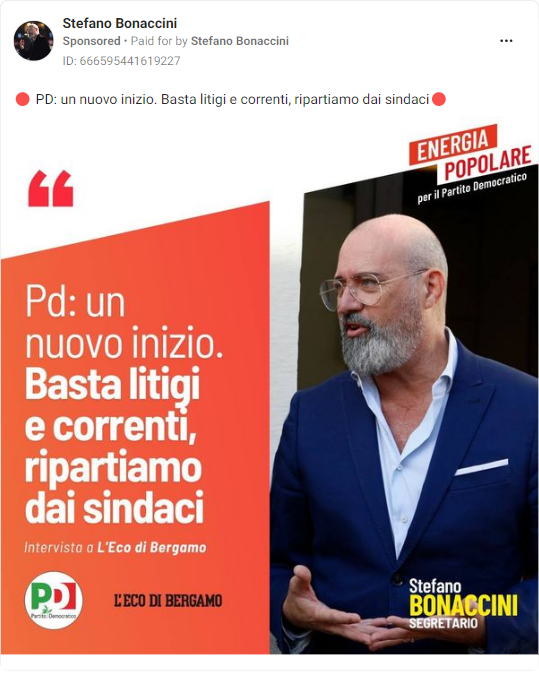 Stefano Bonaccini
Sponsored • Paid for by Stefano Bonaccini
ID: 666595441619227
🔴 PD: un nuovo inizio. Basta litigi e correnti, ripartiamo dai sindaci🔴
ENERGIA
POPOLARE
per il Partito Democratico
Pd: un
nuovo inizio.
Basta litigi
e correnti,
ripartiamo
dai sindaci
Intervista a L'Eco di Bergamo
PD
Partito Democratico
L'ECO DI BERGAMO
Stefano
BONACCINI
SEGRETARIO